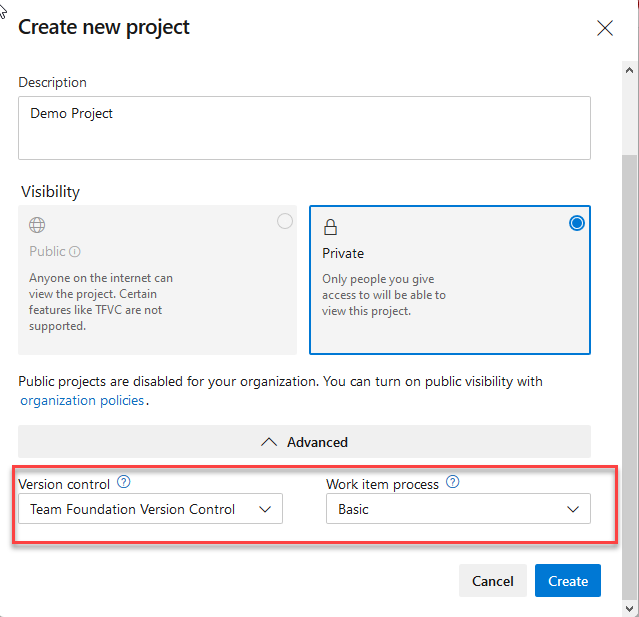 Create new project
Description
Demo Project
Visibility
Public
Anyone on the internet can
view the project. Certain
features like TFVC are not
supported.
Private
Only people you give
access to will be able to
view this project.
Public projects are disabled for your organization. You can turn on public visibility with
organization policies.
Advanced
Version control ?
Team Foundation Version Control
Work item process ?
Basic
Cancel
Create